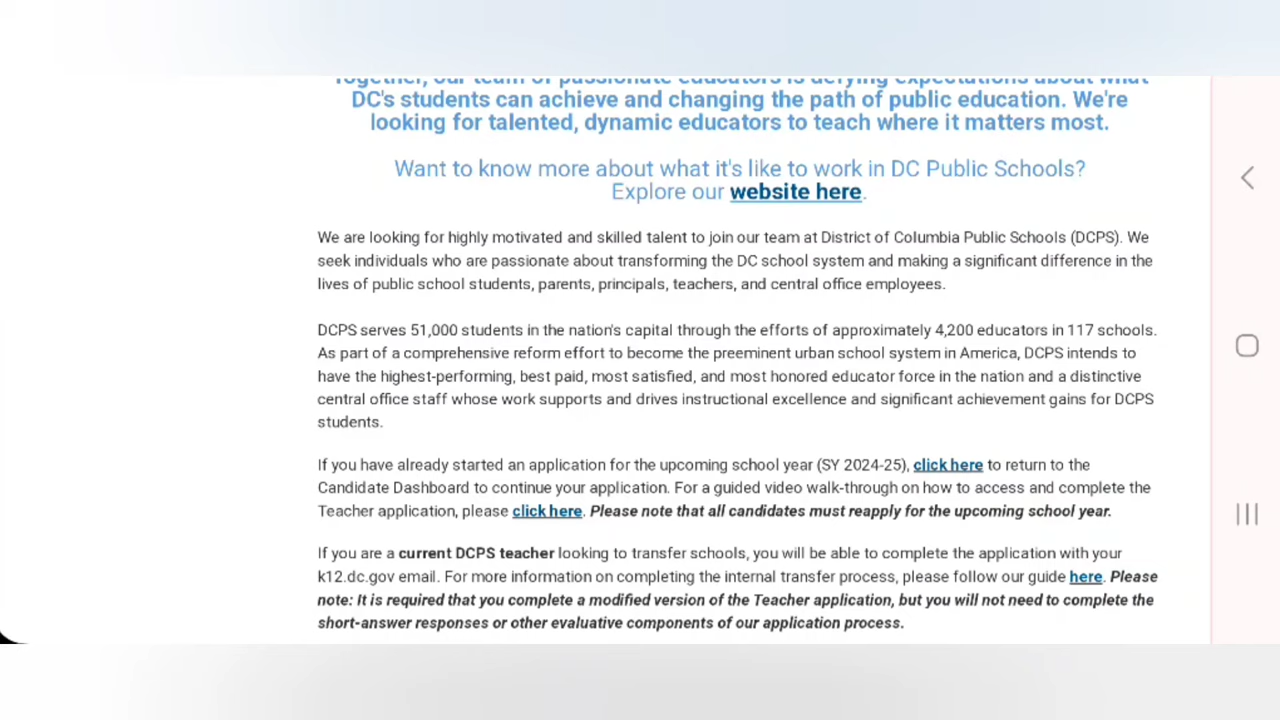 Together, our team of passionate educators is defying expectations about what
DC's students can achieve and changing the path of public education. We're
looking for talented, dynamic educators to teach where it matters most.
Want to know more about what it's like to work in DC Public Schools?
Explore our website here.
We are looking for highly motivated and skilled talent to join our team at District of Columbia Public Schools (DCPS). We
seek individuals who are passionate about transforming the DC school system and making a significant difference in the
lives of public school students, parents, principals, teachers, and central office employees.
DCPS serves 51,000 students in the nation's capital through the efforts of approximately 4,200 educators in 117 schools.
As part of a comprehensive reform effort to become the preeminent urban school system in America, DCPS intends to
have the highest-performing, best paid, most satisfied, and most honored educator force in the nation and a distinctive
central office staff whose work supports and drives instructional excellence and significant achievement gains for DCPS
students.
If you have already started an application for the upcoming school year (SY 2024-25), click here to return to the
Candidate Dashboard to continue your application. For a guided video walk-through on how to access and complete the
Teacher application, please click here. Please note that all candidates must reapply for the upcoming school year.
If you are a current DCPS teacher looking to transfer schools, you will be able to complete the application with your
k12.dc.gov email. For more information on completing the internal transfer process, please follow our guide here. Please
note: It is required that you complete a modified version of the Teacher application, but you will not need to complete the
short-answer responses or other evaluative components of our application process.